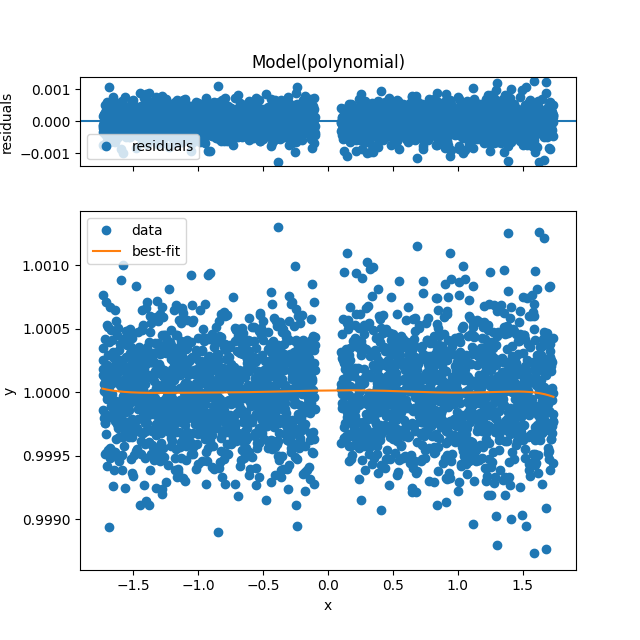 Model(polynomial)
0.001
0.000
−0.001
residuals
residuals
data
best-fit
1.0010
1.0005
1.0000
0.9995
0.9990
y
−1.5
−1.0
−0.5
0.0
0.5
1.0
1.5
x